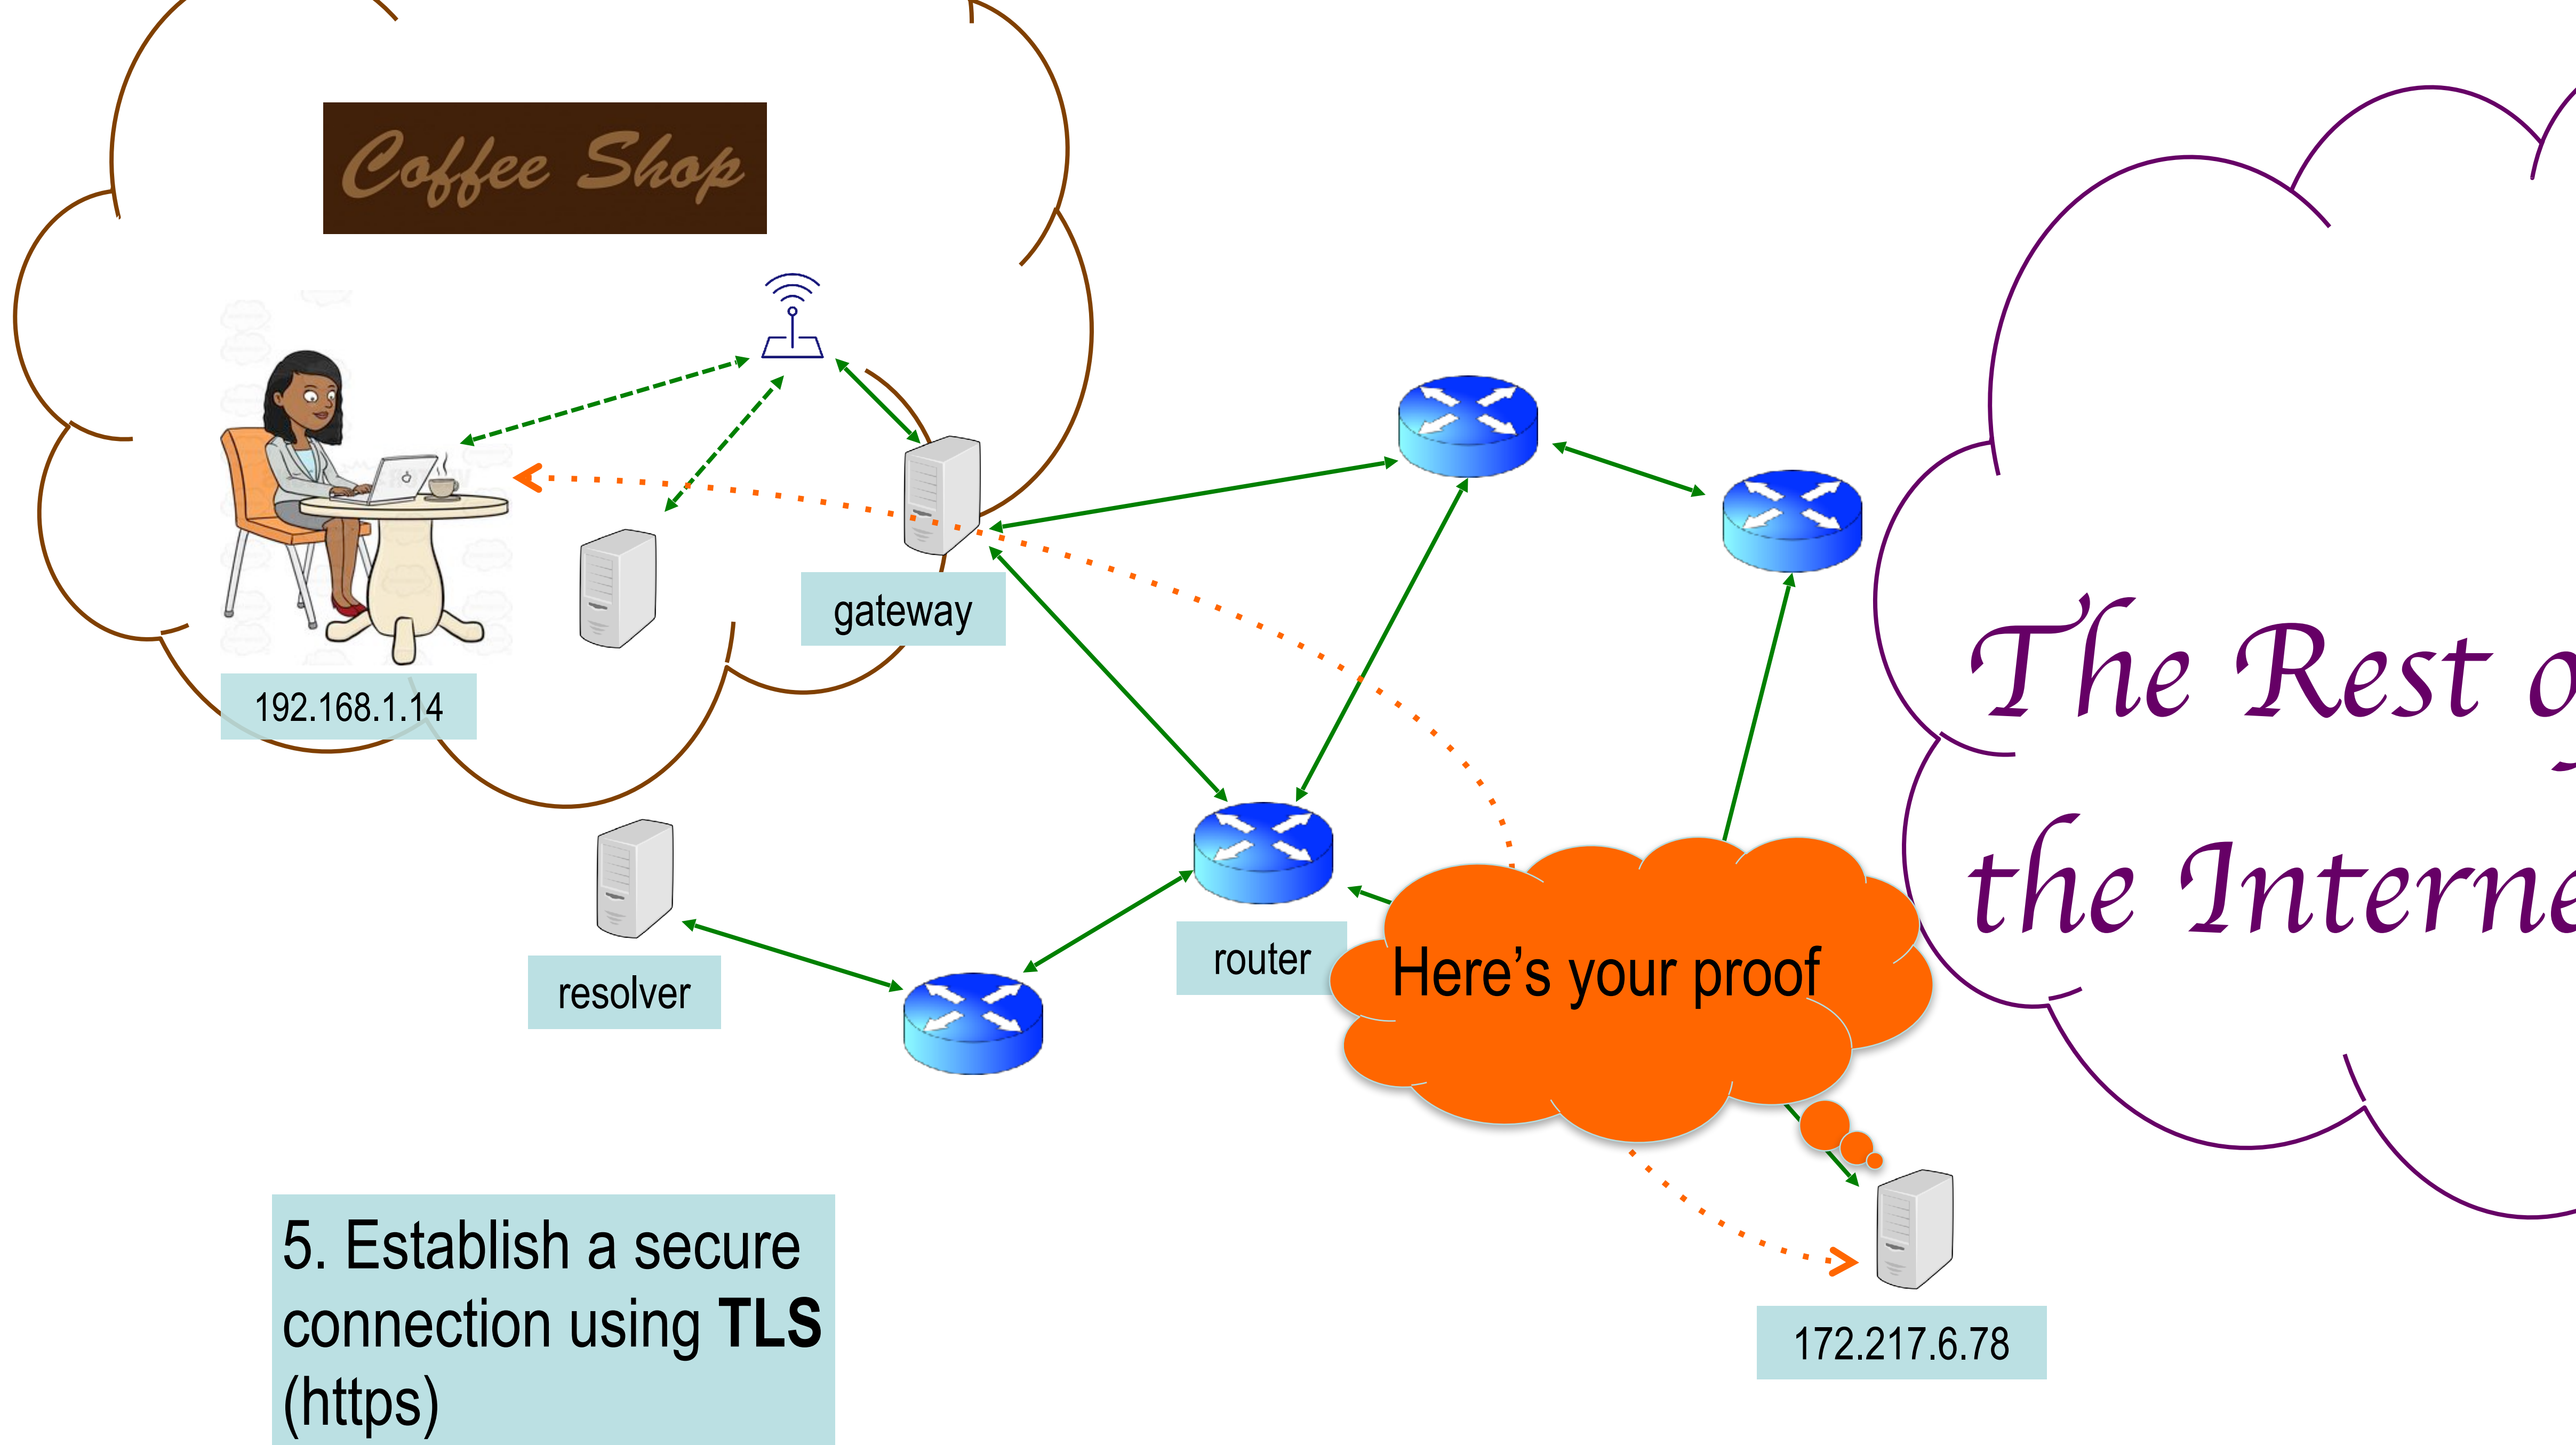 Coffee Shop
gateway
192.168.1.14
The Rest
the
router
Here's your proof
resolver
5. Establish a secure
connection using TLS
(https)
172.217.6.78